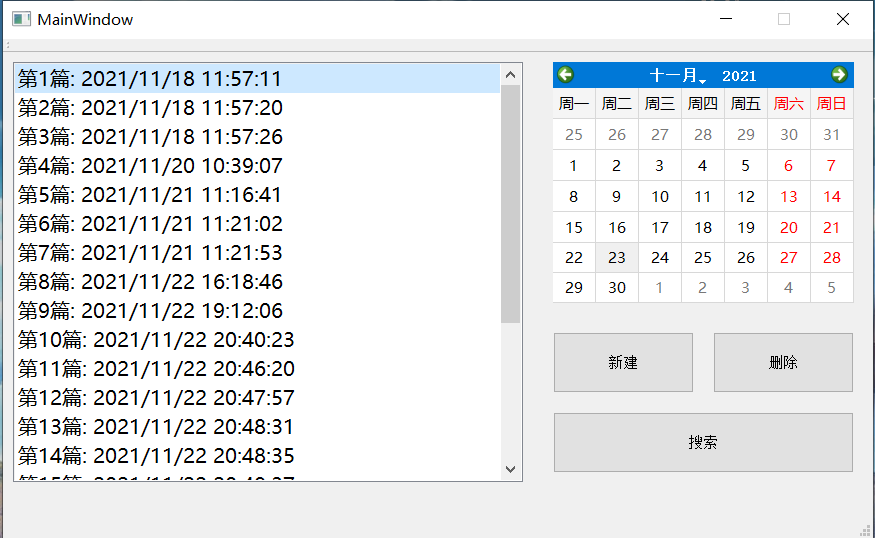 MainWindow
第1篇: 2021/11/18 11:57:11
第2篇: 2021/11/18 11:57:20
第3篇: 2021/11/18 11:57:26
第4篇: 2021/11/20 10:39:07
第5篇: 2021/11/21 11:16:41
第6篇: 2021/11/21 11:21:02
第7篇: 2021/11/21 11:21:53
第8篇: 2021/11/22 16:18:46
第9篇: 2021/11/22 19:12:06
第10篇: 2021/11/22 20:40:23
第11篇: 2021/11/22 20:46:20
第12篇: 2021/11/22 20:47:57
第13篇: 2021/11/22 20:48:31
第14篇: 2021/11/22 20:48:35
十一月 2021
周一 周二 周三 周四 周五 周六 周日
25 26 27 28 29 30 31
1 2 3 4 5 6 7
8 9 10 11 12 13 14
15 16 17 18 19 20 21
22 23 24 25 26 27 28
29 30 1 2 3 4 5
新建 删除
搜索